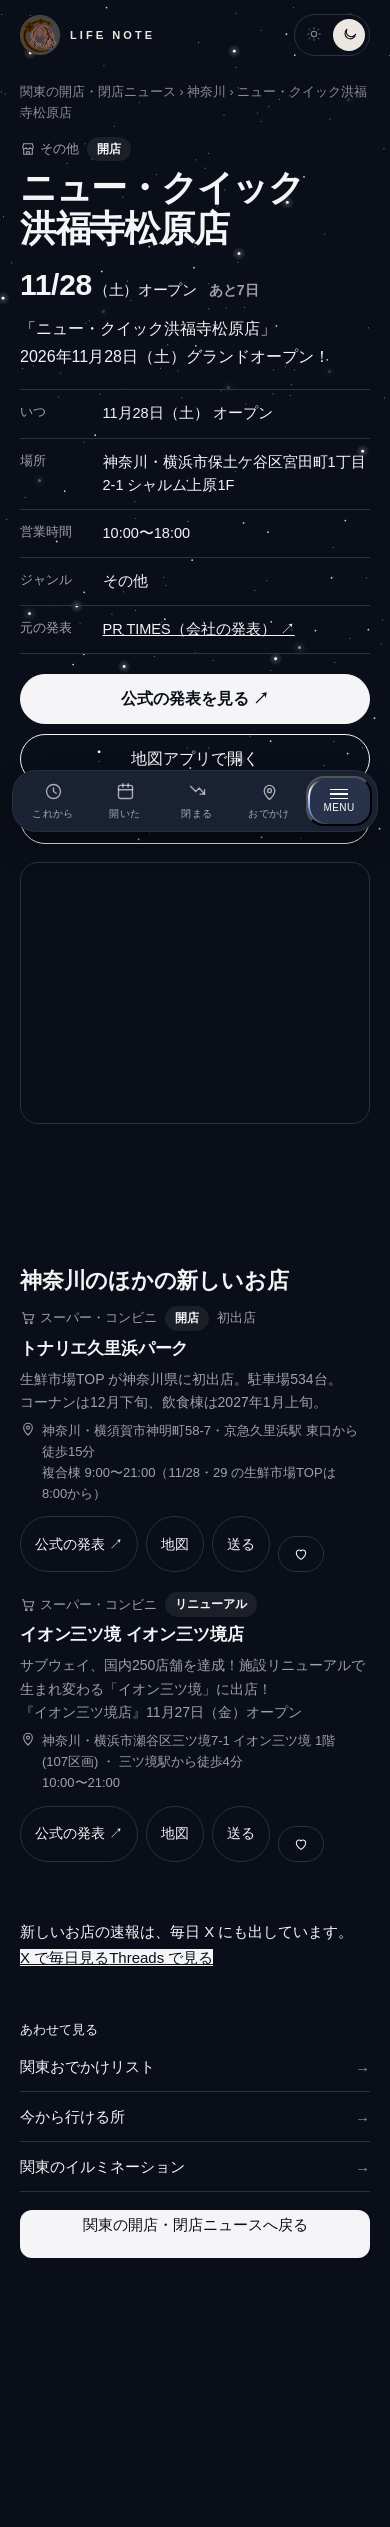 LIFE NOTE
関東の開店・閉店ニュース › 神奈川 › ニュー・クイック洪福
寺松原店
その他 開店
ニュー・クイック
洪福寺松原店
11/28（土）オープン あと7日
「ニュー・クイック洪福寺松原店」
2026年11月28日（土）グランドオープン！
いつ 11月28日（土） オープン
場所 神奈川・横浜市保土ケ谷区宮田町1丁目
2-1 シャルム上原1F
営業時間 10:00〜18:00
ジャンル その他
元の発表 PR TIMES（会社の発表） ↗
公式の発表を見る ↗
地図アプリで開く
これから 開いた 閉まる おでかけ MENU
神奈川のほかの新しいお店
スーパー・コンビニ 開店 初出店
トナリエ久里浜パーク
生鮮市場TOP が神奈川県に初出店。駐車場534台。
コーナンは12月下旬、飲食棟は2027年1月上旬。
神奈川・横須賀市神明町58-7・京急久里浜駅 東口から
徒歩15分
複合棟 9:00〜21:00（11/28・29 の生鮮市場TOPは
8:00から）
公式の発表 ↗ 地図 送る
スーパー・コンビニ リニューアル
イオン三ツ境 イオン三ツ境店
サブウェイ、国内250店舗を達成！施設リニューアルで
生まれ変わる「イオン三ツ境」に出店！
『イオン三ツ境店』11月27日（金）オープン
神奈川・横浜市瀬谷区三ツ境7-1 イオン三ツ境 1階
(107区画) ・ 三ツ境駅から徒歩4分
10:00〜21:00
公式の発表 ↗ 地図 送る
新しいお店の速報は、毎日 X にも出しています。
X で毎日見るThreads で見る
あわせて見る
関東おでかけリスト →
今から行ける所 →
関東のイルミネーション →
関東の開店・閉店ニュースへ戻る